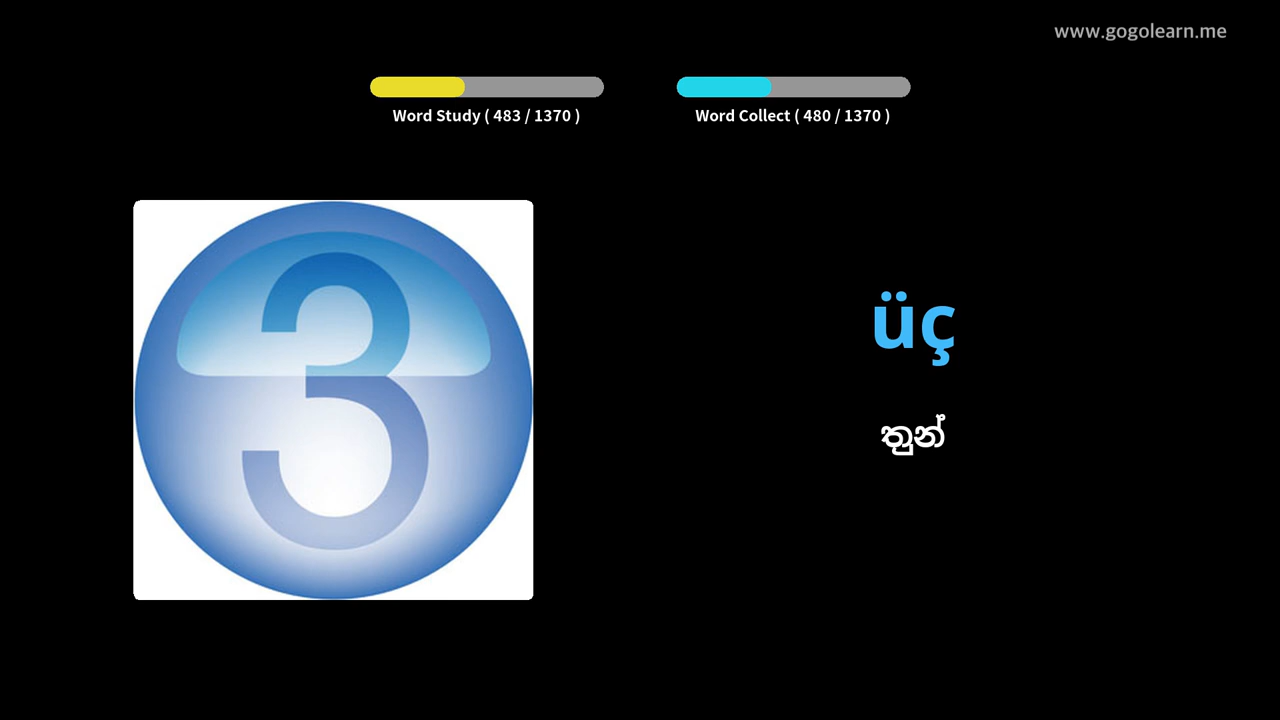 www.gogolearn.me
Word Study ( 483 / 1370 )
Word Collect ( 480 / 1370 )
3
üç
තුන්